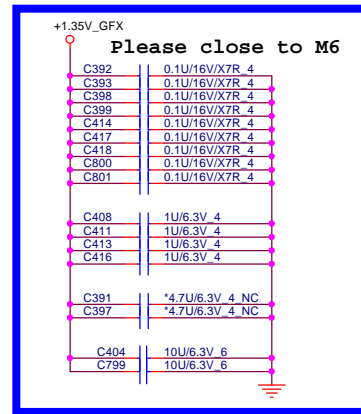 +1.35V_GFX
Please close to M6
C392 0.1U/16V/X7R_4
C393 0.1U/16V/X7R_4
C398 0.1U/16V/X7R_4
C399 0.1U/16V/X7R_4
C414 0.1U/16V/X7R_4
C417 0.1U/16V/X7R_4
C418 0.1U/16V/X7R_4
C800 0.1U/16V/X7R_4
C801 0.1U/16V/X7R_4
C408 1U/6.3V_4
C411 1U/6.3V_4
C413 1U/6.3V_4
C416 1U/6.3V_4
C391 *4.7U/6.3V_4_NC
C397 *4.7U/6.3V_4_NC
C404 10U/6.3V_6
C799 10U/6.3V_6